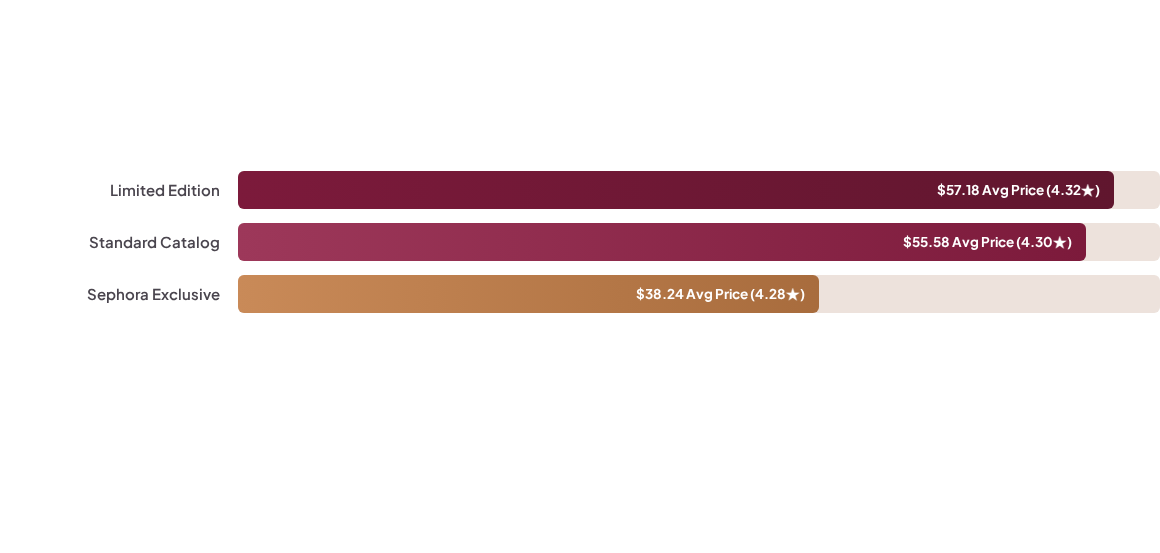 Limited Edition $57.18 Avg Price (4.32★)
Standard Catalog $55.58 Avg Price (4.30★)
Sephora Exclusive $38.24 Avg Price (4.28★)